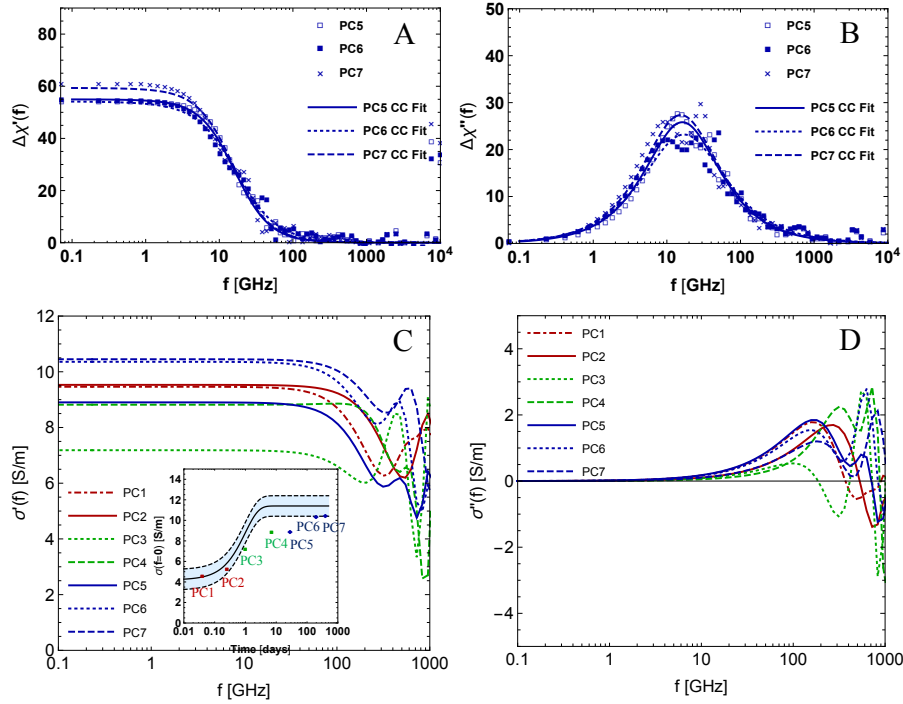 A
PC5
PC6
PC7
PC5 CC Fit
PC6 CC Fit
PC7 CC Fit
Δχ'(f)
80
60
40
20
0
0.1
1
10
100
1000
10⁴
f [GHz]
B
PC5
PC6
PC7
PC5 CC Fit
PC6 CC Fit
PC7 CC Fit
Δχ''(f)
50
40
30
20
10
0
0.1
1
10
100
1000
10⁴
f [GHz]
C
σ'(f) [S/m]
12
10
8
6
4
2
0
PC1
PC2
PC3
PC4
PC5
PC6
PC7
σ(f=0) [S/m]
14
12
10
8
6
4
2
0
PC1
PC2
PC3
PC4
PC5
PC6
PC7
0.01
0.10
1
10
100
1000
Time [days]
0.1
1
10
100
1000
f [GHz]
D
PC1
PC2
PC3
PC4
PC5
PC6
PC7
σ''(f) [S/m]
4
2
0
-2
-4
0.1
1
10
100
1000
f [GHz]